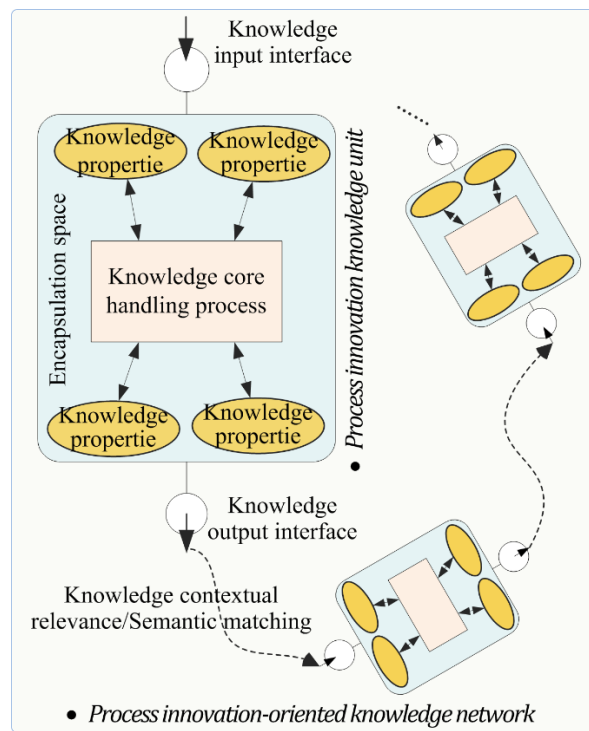 Knowledge
input interface
Knowledge
propertie
Knowledge
propertie
Encapsulation space
Knowledge core
handling process
• Process innovation knowledge unit
Knowledge
propertie
Knowledge
propertie
Knowledge
output interface
Knowledge contextual
relevance/Semantic matching
• Process innovation-oriented knowledge network